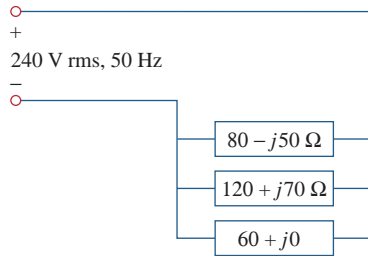 +
240 V rms, 50 Hz
−
80 − j50 Ω
120 + j70 Ω
60 + j0